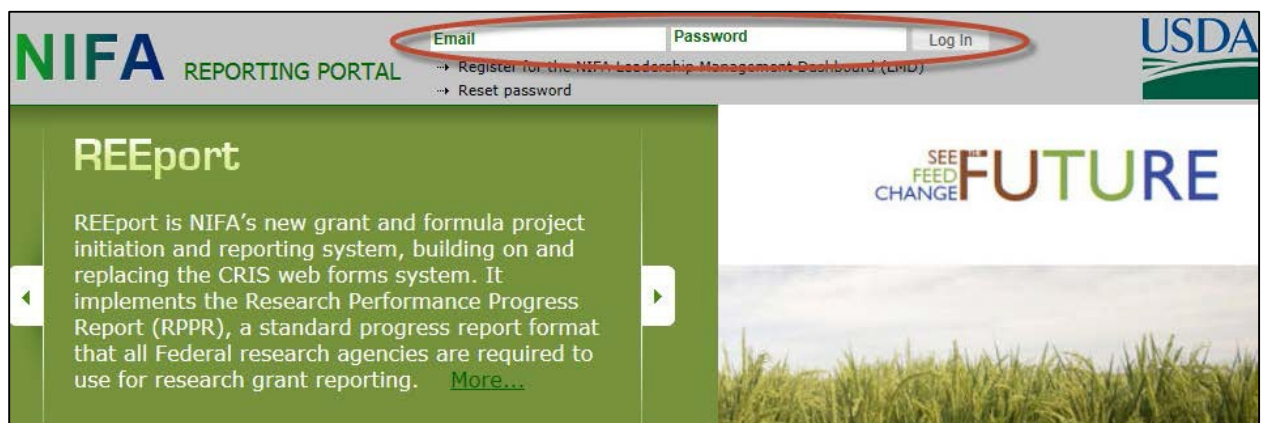 NIFA REPORTING PORTAL
Email
Password
Log In
⇢ Register for the NIFA Leadership Management Dashboard (LMD)
⇢ Reset password
USDA
REEport
REEport is NIFA's new grant and formula project
initiation and reporting system, building on and
replacing the CRIS web forms system. It
implements the Research Performance Progress
Report (RPPR), a standard progress report format
that all Federal research agencies are required to
use for research grant reporting. More...
SEE
FEED
CHANGE
FUTURE